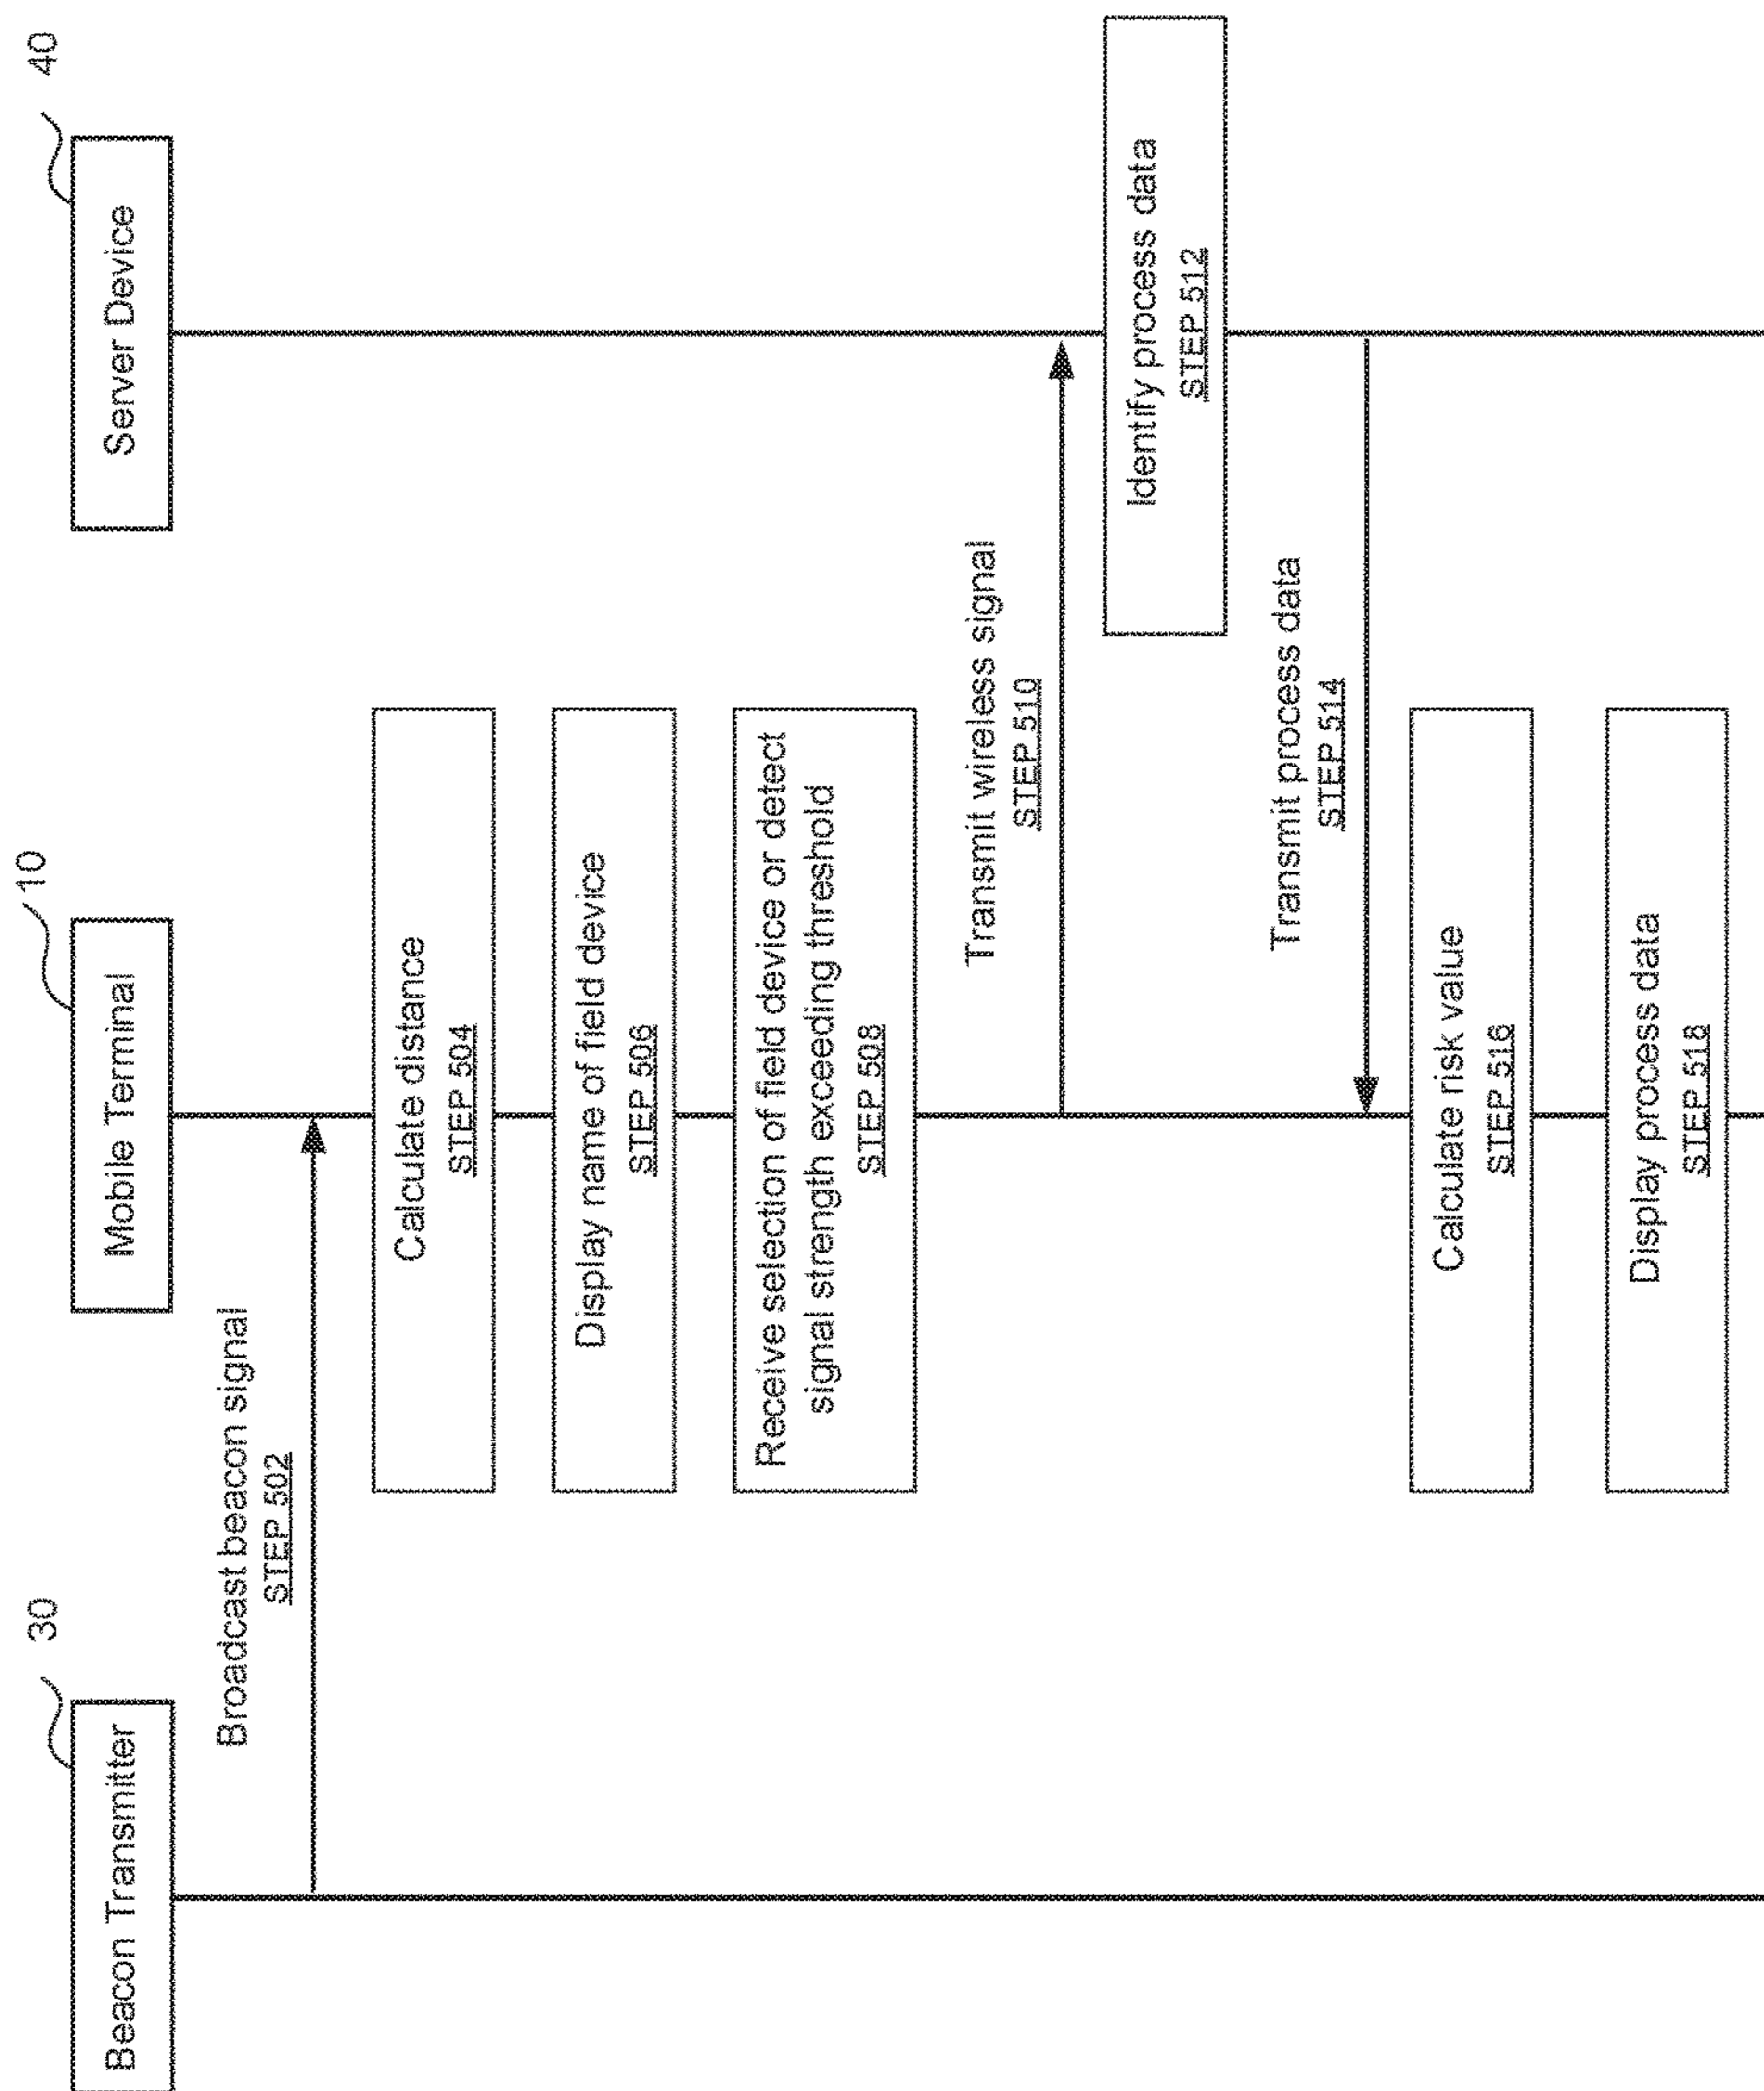 30
10
40
Beacon Transmitter
Mobile Terminal
Server Device
Broadcast beacon signal
STEP 502
Calculate distance
STEP 504
Display name of field device
STEP 506
Receive selection of field device or detect
signal strength exceeding threshold
STEP 508
Transmit wireless signal
STEP 510
Identify process data
STEP 512
Transmit process data
STEP 514
Calculate risk value
STEP 516
Display process data
STEP 518